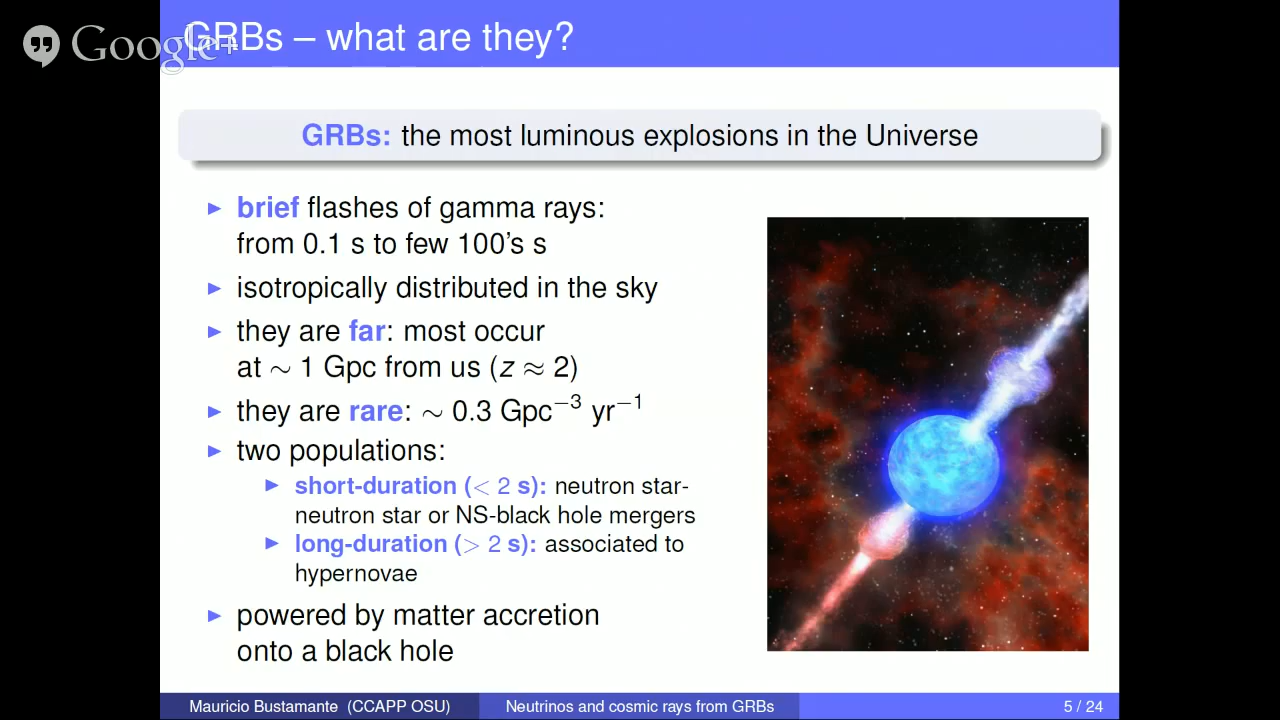 Google+
GRBs – what are they?
GRBs: the most luminous explosions in the Universe
brief flashes of gamma rays:
from 0.1 s to few 100's s
isotropically distributed in the sky
they are far: most occur
at ∼ 1 Gpc from us (z ≈ 2)
they are rare: ∼ 0.3 Gpc⁻³ yr⁻¹
two populations:
short-duration (< 2 s): neutron star-
neutron star or NS-black hole mergers
long-duration (> 2 s): associated to
hypernovae
powered by matter accretion
onto a black hole
Mauricio Bustamante (CCAPP OSU) Neutrinos and cosmic rays from GRBs 5 / 24